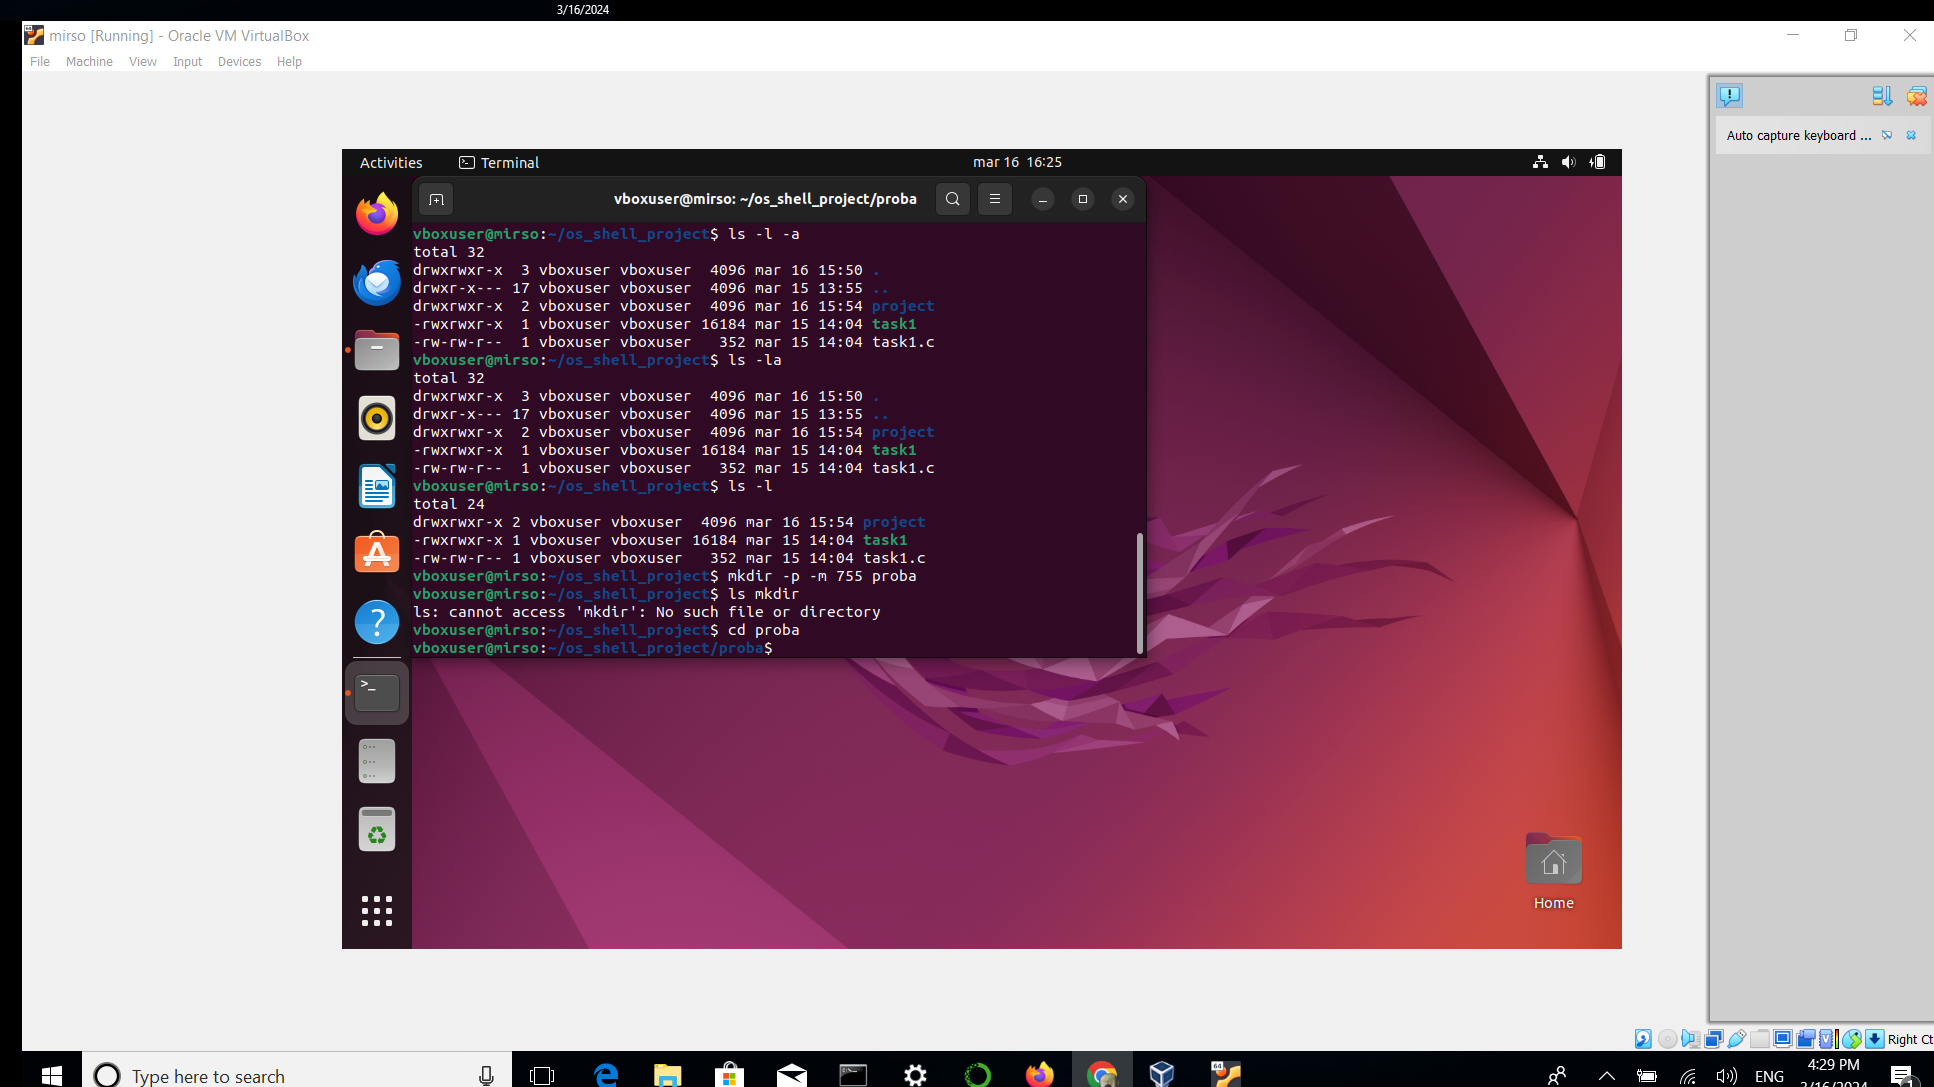 3/16/2024
mirso [Running] - Oracle VM VirtualBox
File Machine View Input Devices Help
Auto capture keyboard ...
Activities Terminal mar 16 16:25
vboxuser@mirso: ~/os_shell_project/proba
vboxuser@mirso:~/os_shell_project$ ls -l -a
total 32
drwxrwxr-x  3 vboxuser vboxuser  4096 mar 16 15:50 .
drwxr-x--- 17 vboxuser vboxuser  4096 mar 15 13:55 ..
drwxrwxr-x  2 vboxuser vboxuser  4096 mar 16 15:54 project
-rwxrwxr-x  1 vboxuser vboxuser 16184 mar 15 14:04 task1
-rw-rw-r--  1 vboxuser vboxuser   352 mar 15 14:04 task1.c
vboxuser@mirso:~/os_shell_project$ ls -la
total 32
drwxrwxr-x  3 vboxuser vboxuser  4096 mar 16 15:50 .
drwxr-x--- 17 vboxuser vboxuser  4096 mar 15 13:55 ..
drwxrwxr-x  2 vboxuser vboxuser  4096 mar 16 15:54 project
-rwxrwxr-x  1 vboxuser vboxuser 16184 mar 15 14:04 task1
-rw-rw-r--  1 vboxuser vboxuser   352 mar 15 14:04 task1.c
vboxuser@mirso:~/os_shell_project$ ls -l
total 24
drwxrwxr-x 2 vboxuser vboxuser  4096 mar 16 15:54 project
-rwxrwxr-x 1 vboxuser vboxuser 16184 mar 15 14:04 task1
-rw-rw-r-- 1 vboxuser vboxuser   352 mar 15 14:04 task1.c
vboxuser@mirso:~/os_shell_project$ mkdir -p -m 755 proba
vboxuser@mirso:~/os_shell_project$ ls mkdir
ls: cannot access 'mkdir': No such file or directory
vboxuser@mirso:~/os_shell_project$ cd proba
vboxuser@mirso:~/os_shell_project/proba$
Home
Right Ct
Type here to search
ENG
4:29 PM
3/16/2024